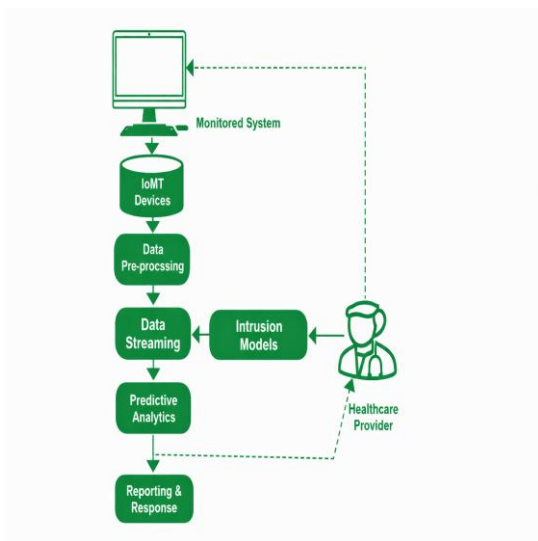 Monitored System
IoMT
Devices
Data
Pre-procssing
Data
Streaming
Intrusion
Models
Predictive
Analytics
Healthcare
Provider
Reporting &
Response